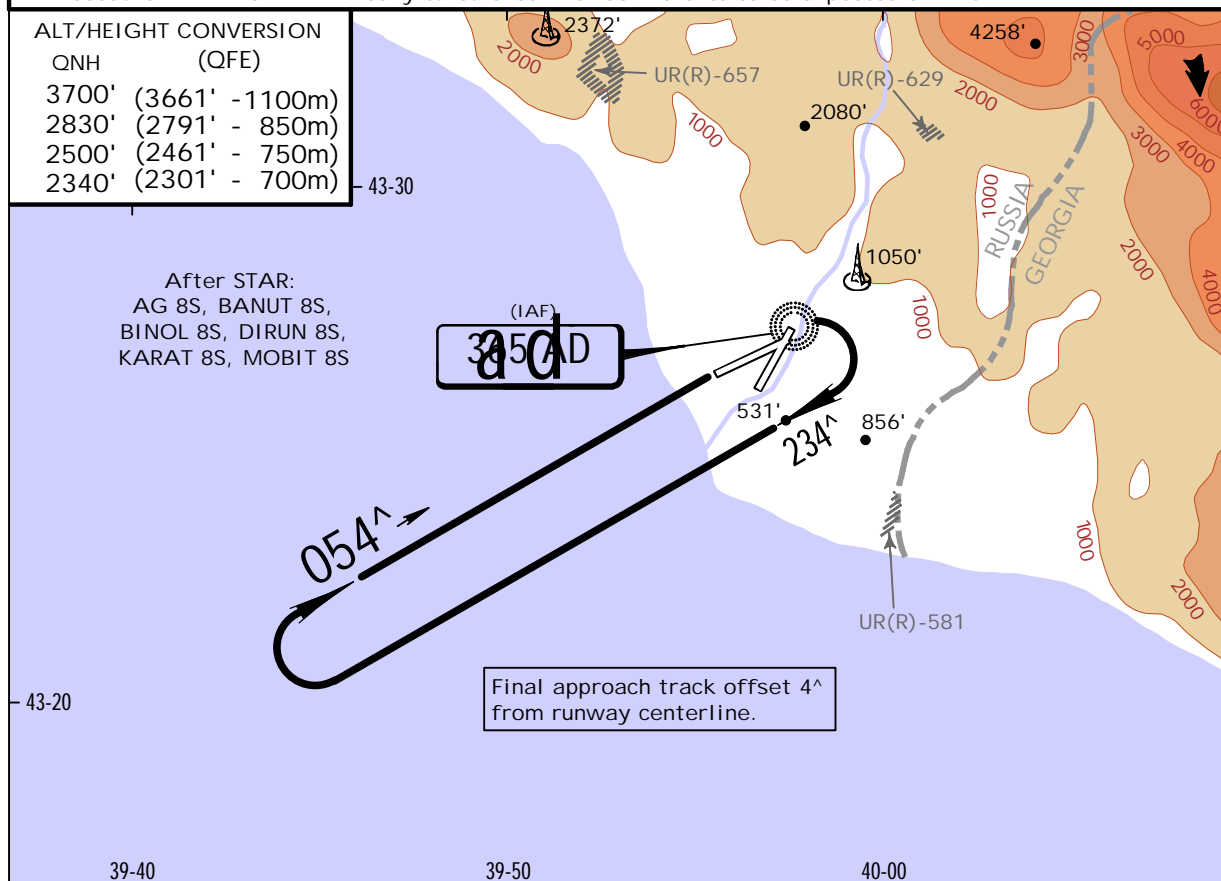 ALT/HEIGHT CONVERSION
QNH (QFE)
3700' (3661' - 1100m)
2830' (2791' - 850m)
2500' (2461' - 750m)
2340' (2301' - 700m)
2372'
2000
UR(R)-657
1000
2080'
UR(R)-629
4258'
2000
3000
5000
6000
4000
3000
43-30
1000
RUSSIA
GEORGIA
2000
4000
After STAR:
AG 8S, BANUT 8S,
BINOL 8S, DIRUN 8S,
KARAT 8S, MOBIT 8S
(IAF)
365 AD
a d
1050'
1000
531'
234^
856'
054^
1000
2000
UR(R)-581
Final approach track offset 4^
from runway centerline.
43-20
39-40
39-50
40-00